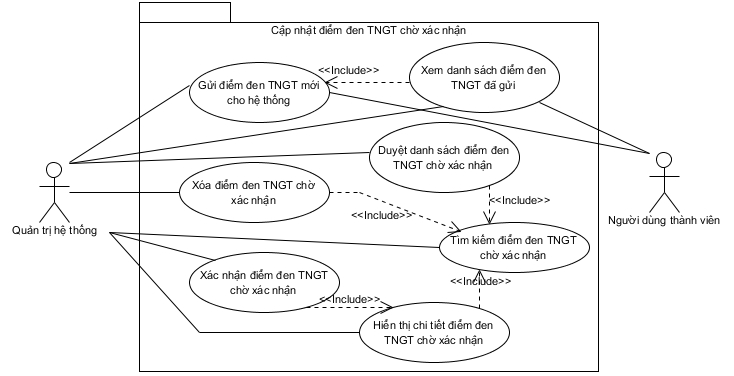 Cập nhật điểm đen TNGT chờ xác nhận
Gửi điểm đen TNGT mới
cho hệ thống
<<Include>>
Xem danh sách điểm đen
TNGT đã gửi
Duyệt danh sách điểm đen
TNGT chờ xác nhận
Xóa điểm đen TNGT chờ
xác nhận
<<Include>>
<<Include>>
Quản trị hệ thống
Người dùng thành viên
Tìm kiếm điểm đen TNGT
chờ xác nhận
Xác nhận điểm đen TNGT
chờ xác nhận
<<Include>>
<<Include>>
Hiển thị chi tiết điểm đen
TNGT chờ xác nhận